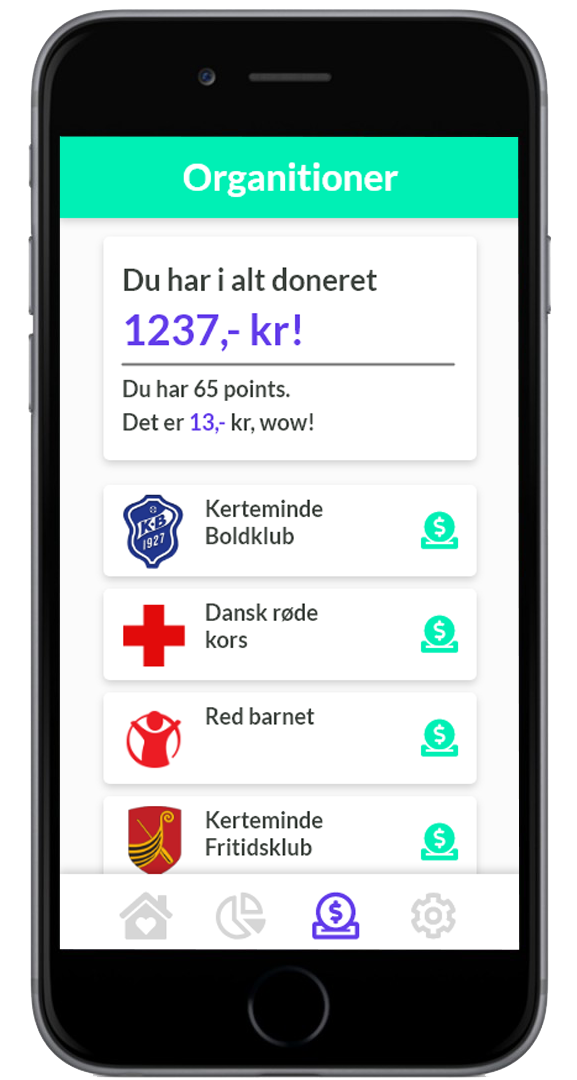 Organitioner
Du har i alt doneret
1237,- kr!
Du har 65 points.
Det er 13,- kr, wow!
KB
1927
Kerteminde
Boldklub
$
Dansk røde
kors
$
Red barnet
$
Kerteminde
Fritidsklub
$
$